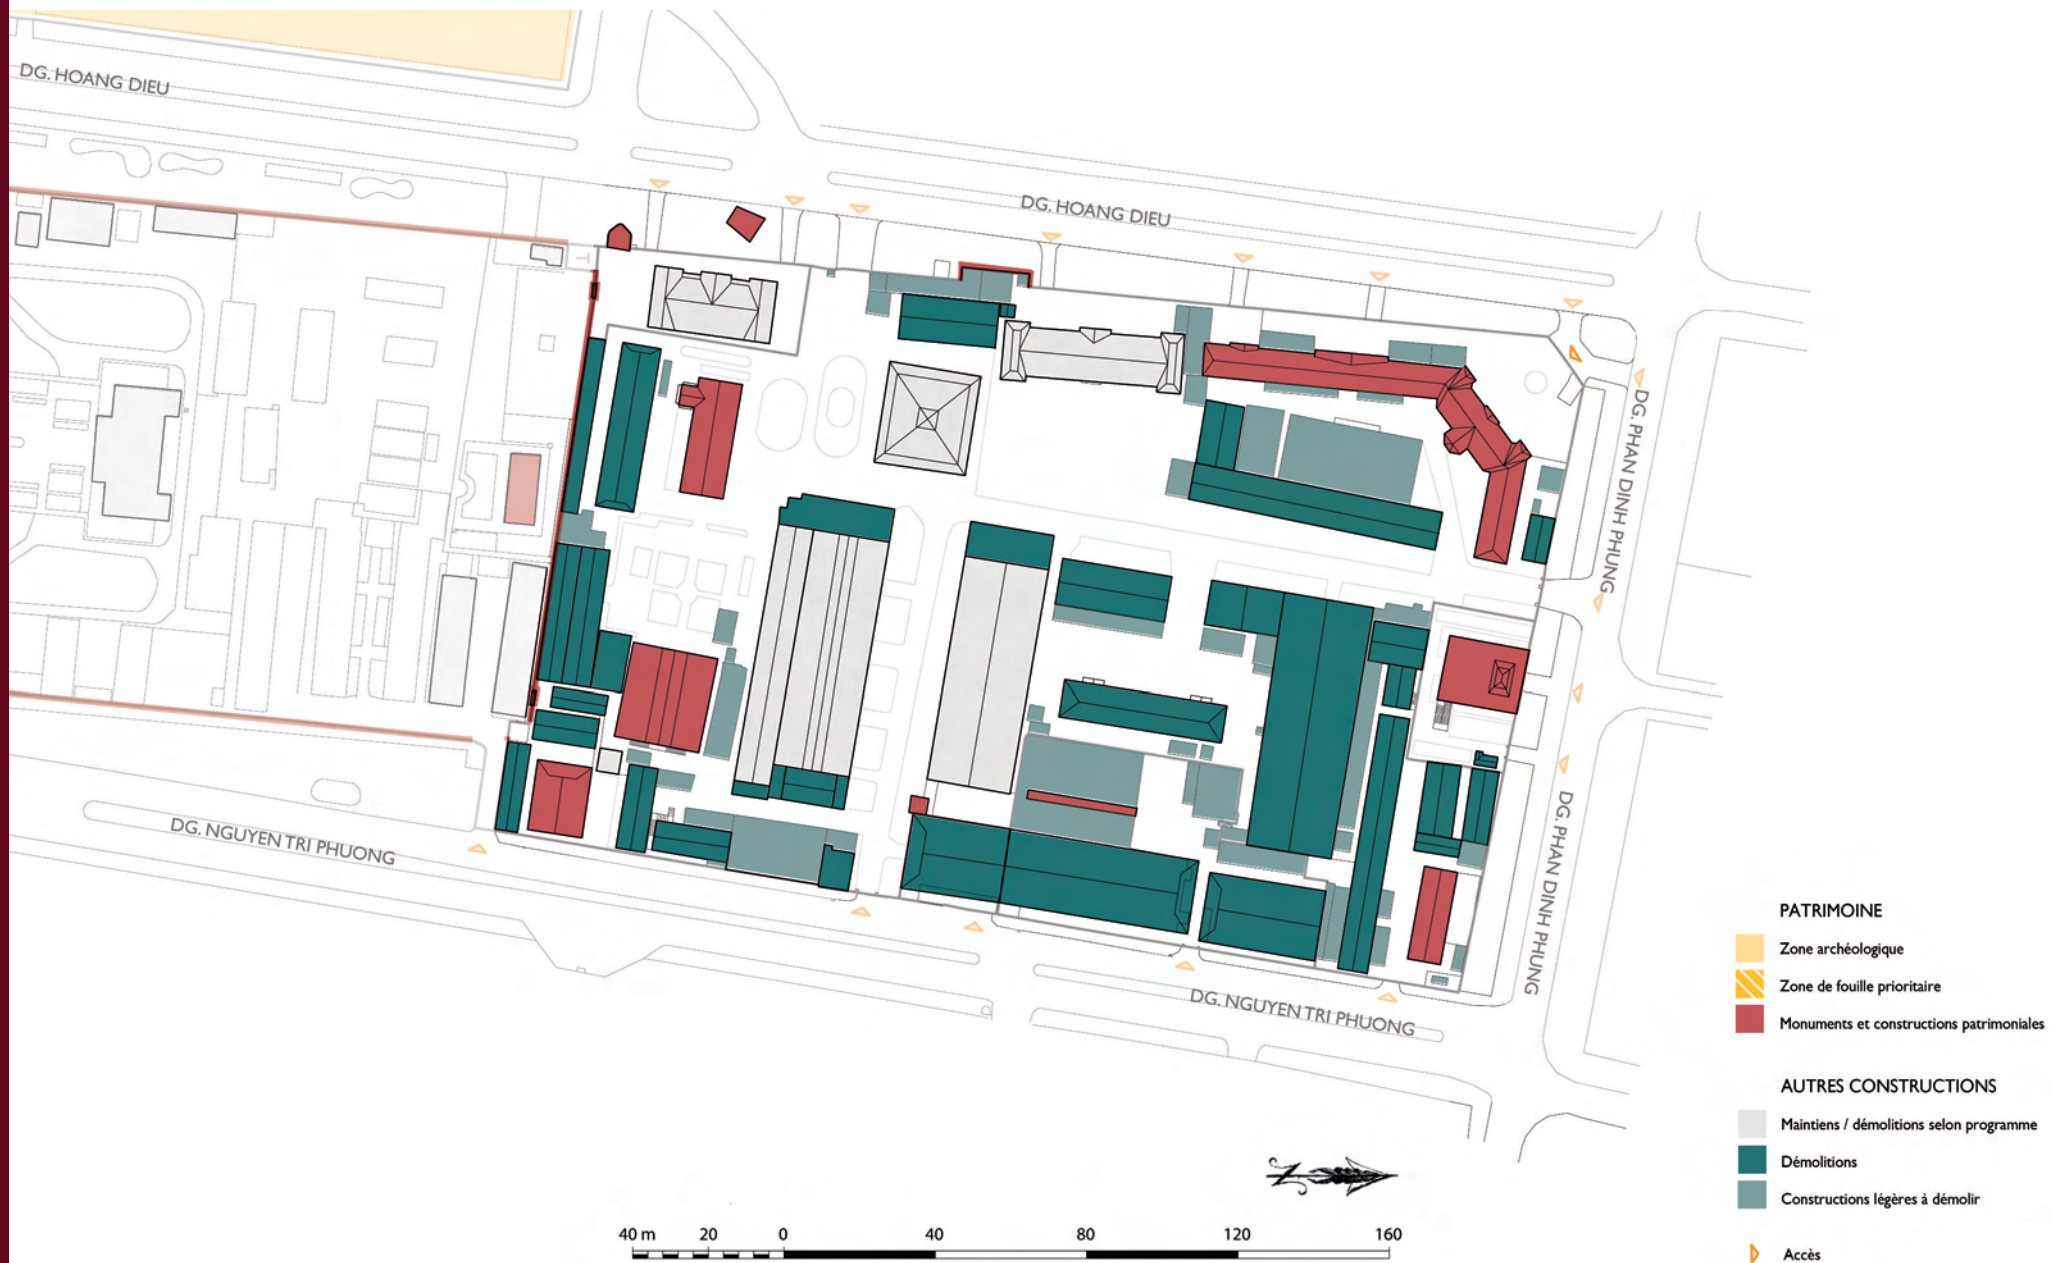 DG. HOANG DIEU
DG. HOANG DIEU
DG. PHAN DINH PHUNG
DG. PHAN DINH PHUNG
DG. NGUYEN TRI PHUONG
DG. NGUYEN TRI PHUONG
PATRIMOINE
Zone archéologique
Zone de fouille prioritaire
Monuments et constructions patrimoniales
AUTRES CONSTRUCTIONS
Maintiens / démolitions selon programme
Démolitions
Constructions légères à démolir
Accès
Z
40 m 20 0 40 80 120 160